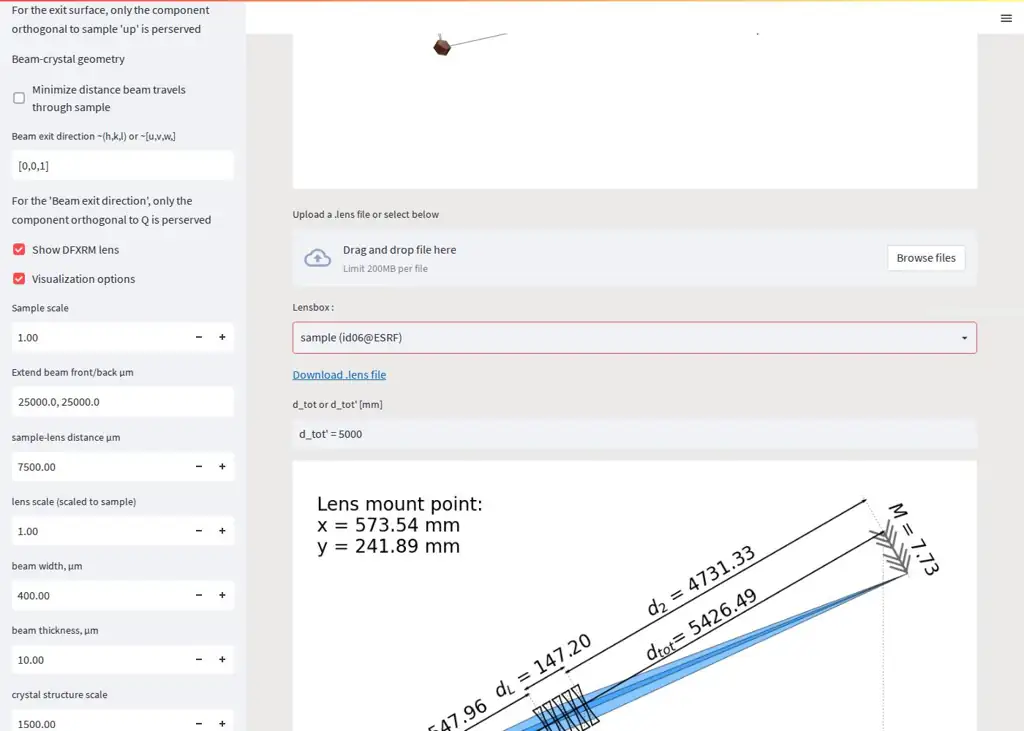 For the exit surface, only the component
orthogonal to sample 'up' is perserved
Beam-crystal geometry
Minimize distance beam travels
through sample
Beam exit direction ~(h,k,l) or ~[u,v,w,]
[0,0,1]
For the 'Beam exit direction', only the
component orthogonal to Q is perserved
Show DFXRM lens
Visualization options
Sample scale
1.00
Extend beam front/back µm
25000.0, 25000.0
sample-lens distance µm
7500.00
lens scale (scaled to sample)
1.00
beam width, µm
400.00
beam thickness, µm
10.00
crystal structure scale
1500.00
Upload a .lens file or select below
Drag and drop file here
Limit 200MB per file
Browse files
Lensbox :
sample (id06@ESRF)
Download .lens file
d_tot or d_tot' [mm]
d_tot' = 5000
Lens mount point:
x = 573.54 mm
y = 241.89 mm
M = 7.73
d₂ = 4731.33
dtot= 5426.49
dL = 147.20
547.96